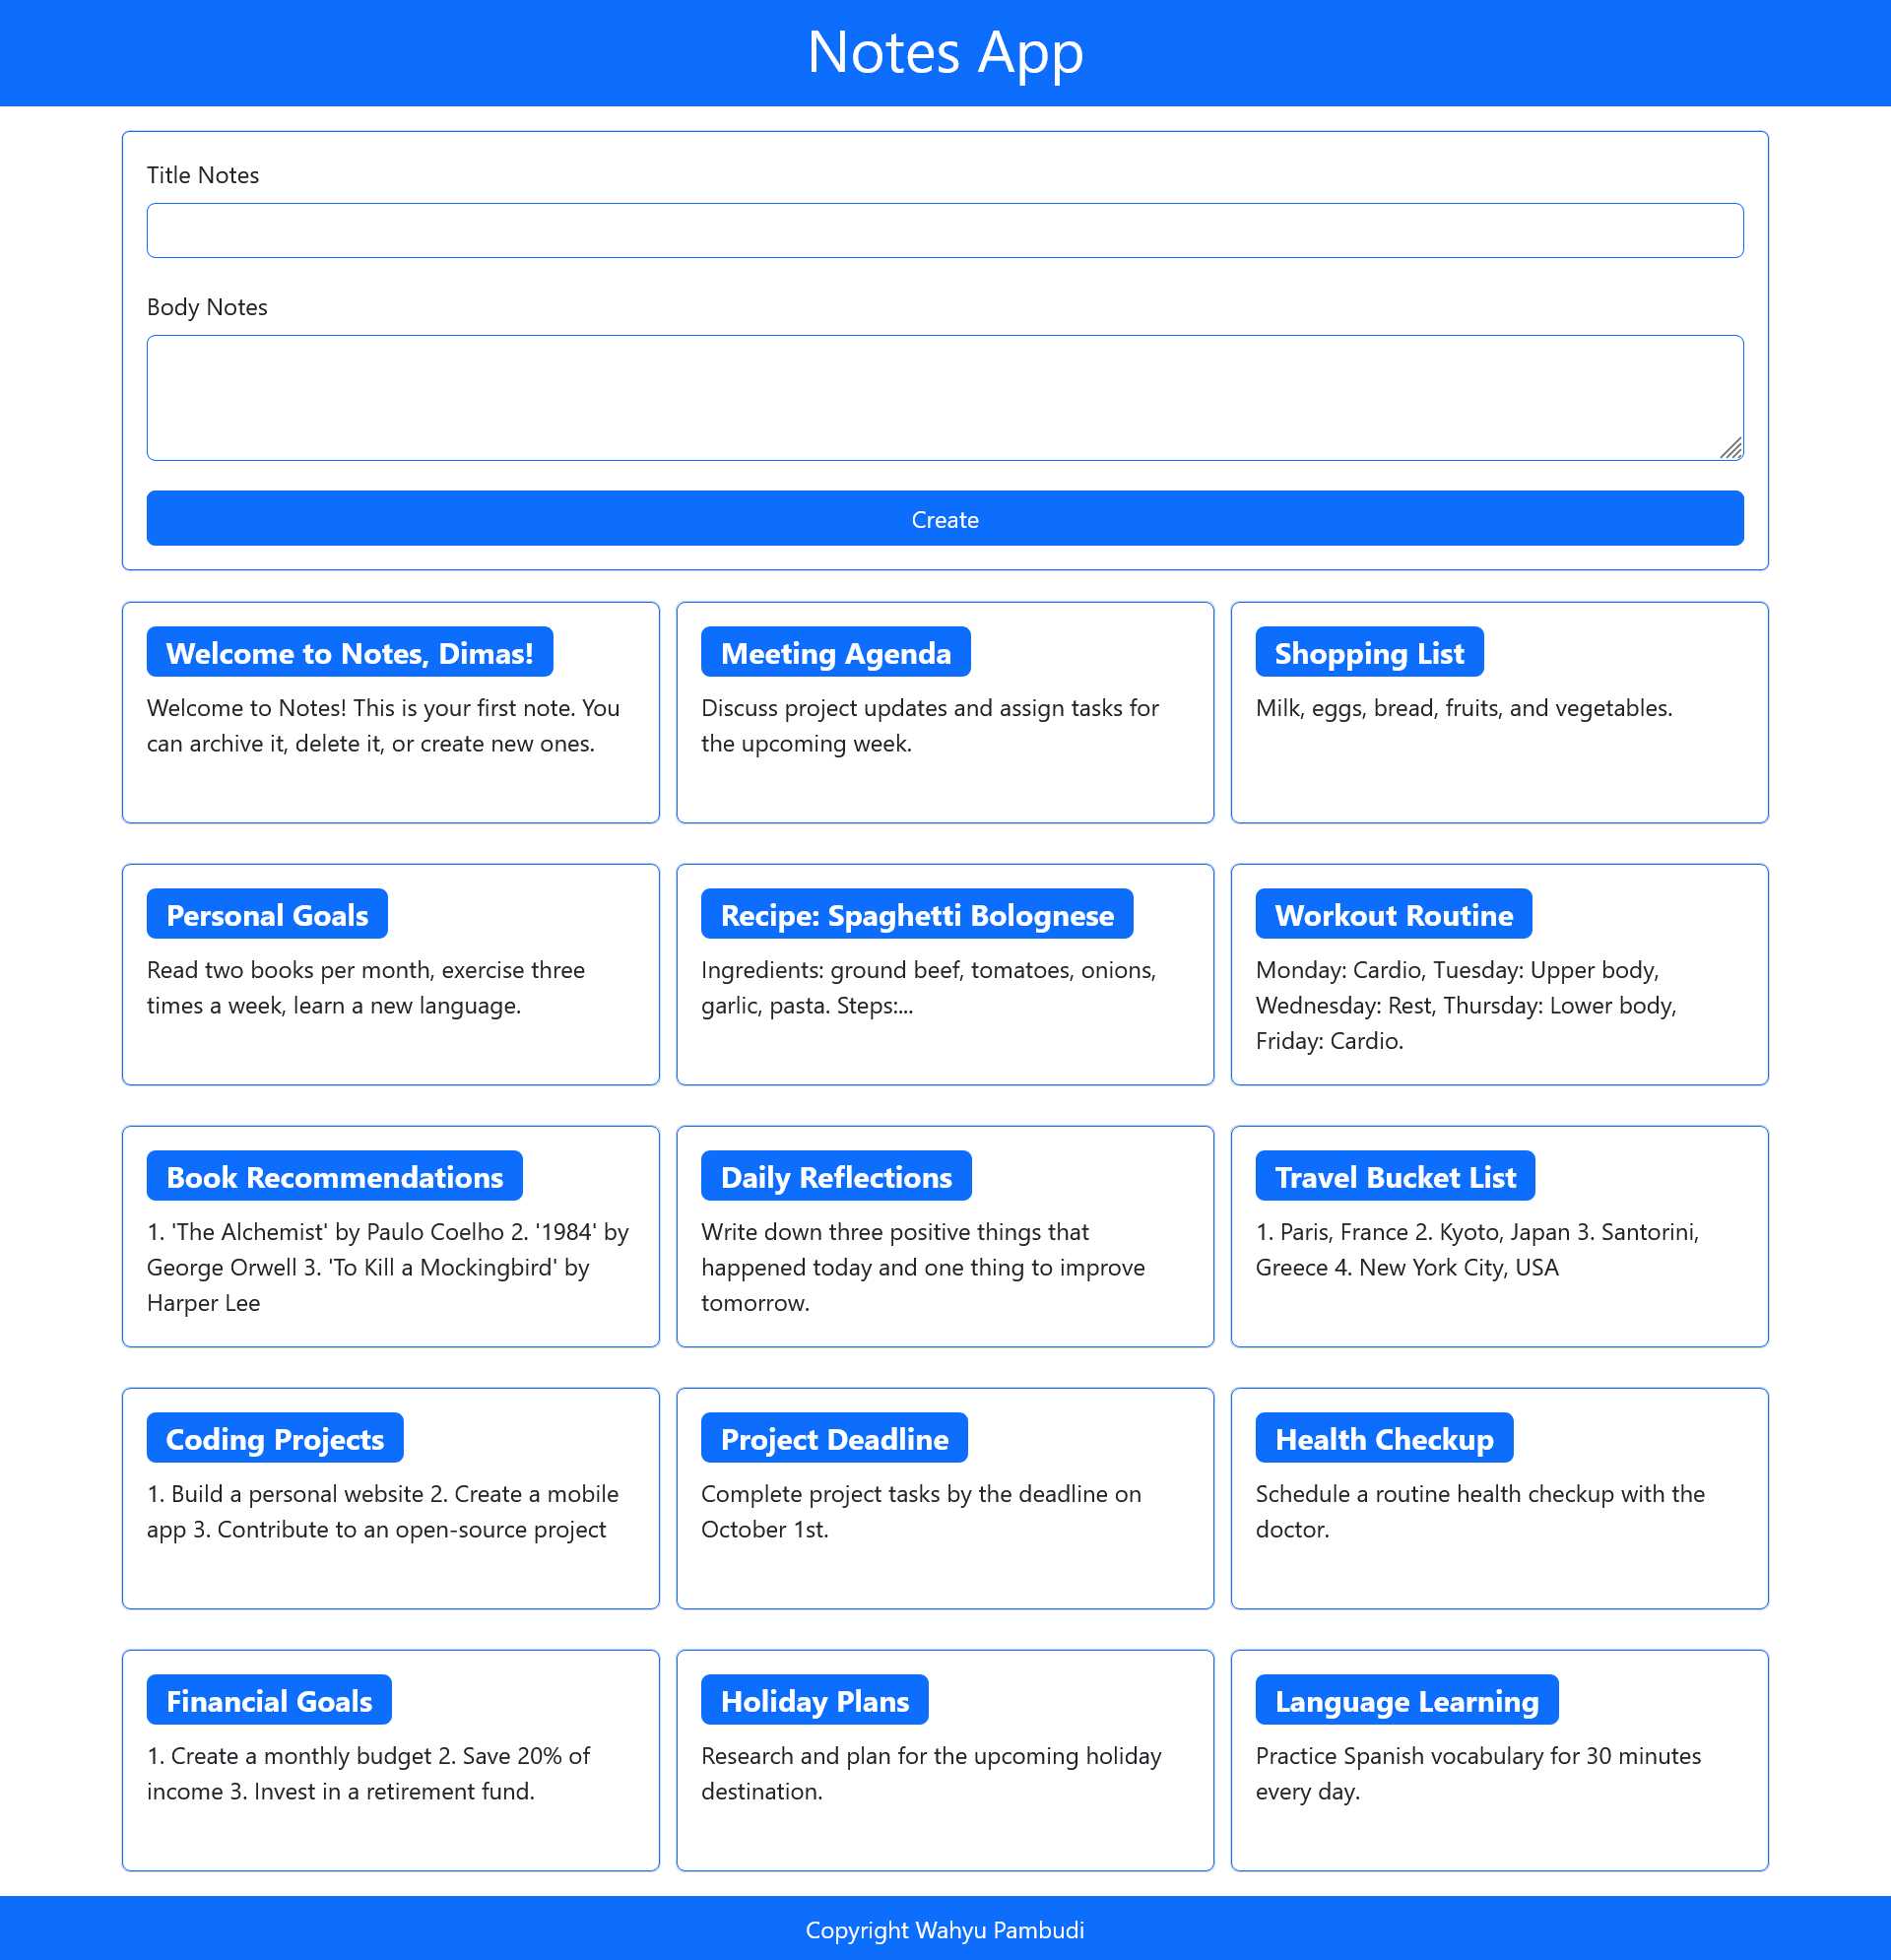 Notes App
Title Notes
Body Notes
Create
Welcome to Notes, Dimas!
Welcome to Notes! This is your first note. You
can archive it, delete it, or create new ones.
Meeting Agenda
Discuss project updates and assign tasks for
the upcoming week.
Shopping List
Milk, eggs, bread, fruits, and vegetables.
Personal Goals
Read two books per month, exercise three
times a week, learn a new language.
Recipe: Spaghetti Bolognese
Ingredients: ground beef, tomatoes, onions,
garlic, pasta. Steps:...
Workout Routine
Monday: Cardio, Tuesday: Upper body,
Wednesday: Rest, Thursday: Lower body,
Friday: Cardio.
Book Recommendations
1. 'The Alchemist' by Paulo Coelho 2. '1984' by
George Orwell 3. 'To Kill a Mockingbird' by
Harper Lee
Daily Reflections
Write down three positive things that
happened today and one thing to improve
tomorrow.
Travel Bucket List
1. Paris, France 2. Kyoto, Japan 3. Santorini,
Greece 4. New York City, USA
Coding Projects
1. Build a personal website 2. Create a mobile
app 3. Contribute to an open-source project
Project Deadline
Complete project tasks by the deadline on
October 1st.
Health Checkup
Schedule a routine health checkup with the
doctor.
Financial Goals
1. Create a monthly budget 2. Save 20% of
income 3. Invest in a retirement fund.
Holiday Plans
Research and plan for the upcoming holiday
destination.
Language Learning
Practice Spanish vocabulary for 30 minutes
every day.
Copyright Wahyu Pambudi